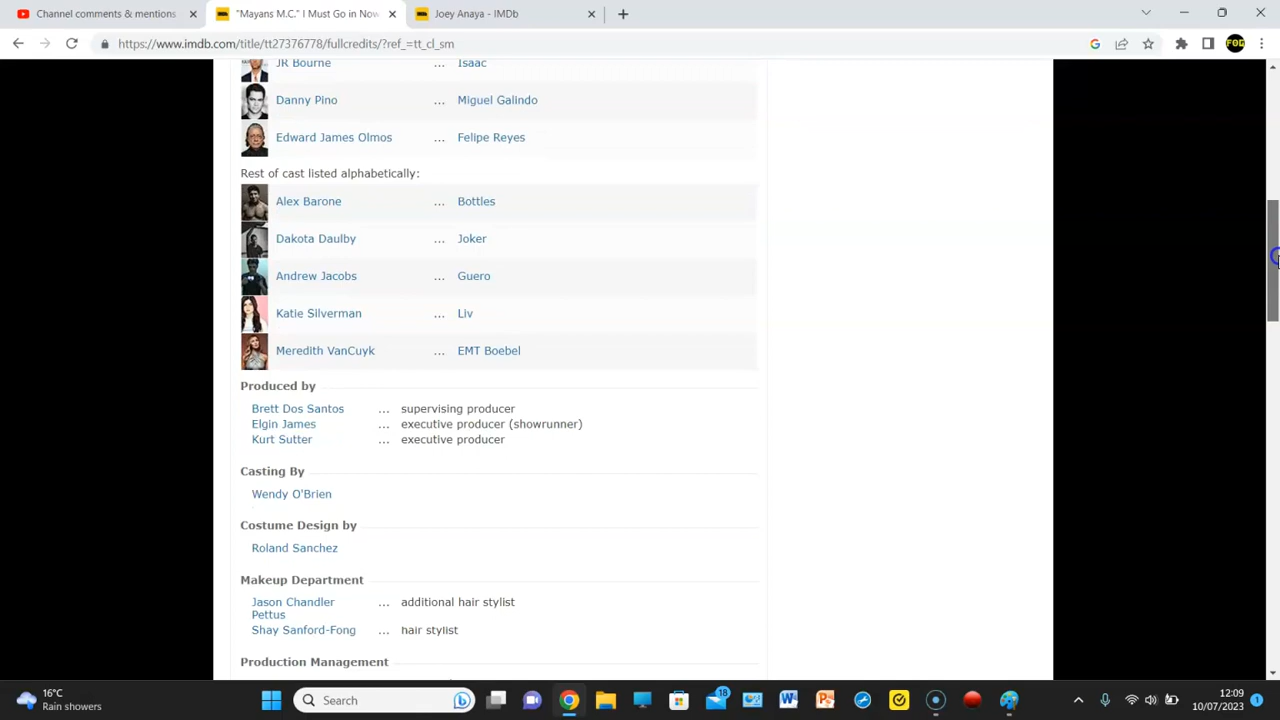 Channel comments & mentions
"Mayans M.C." I Must Go in Now
Joey Anaya - IMDb
https://www.imdb.com/title/tt27376778/fullcredits/?ref_=tt_cl_sm
JR Bourne ... Isaac
Danny Pino ... Miguel Galindo
Edward James Olmos ... Felipe Reyes
Rest of cast listed alphabetically:
Alex Barone ... Bottles
Dakota Daulby ... Joker
Andrew Jacobs ... Guero
Katie Silverman ... Liv
Meredith VanCuyk ... EMT Boebel
Produced by
Brett Dos Santos ... supervising producer
Elgin James ... executive producer (showrunner)
Kurt Sutter ... executive producer
Casting By
Wendy O'Brien
Costume Design by
Roland Sanchez
Makeup Department
Jason Chandler ... additional hair stylist
Pettus
Shay Sanford-Fong ... hair stylist
Production Management
16°C
Rain showers
Search
18
12:09
10/07/2023
1